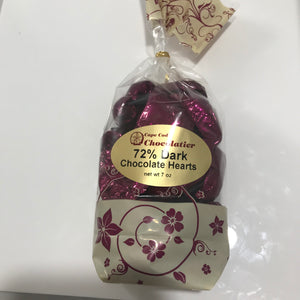 Cape Cod
Chocolatier
72% Dark
Chocolate Hearts
net wt 7 oz